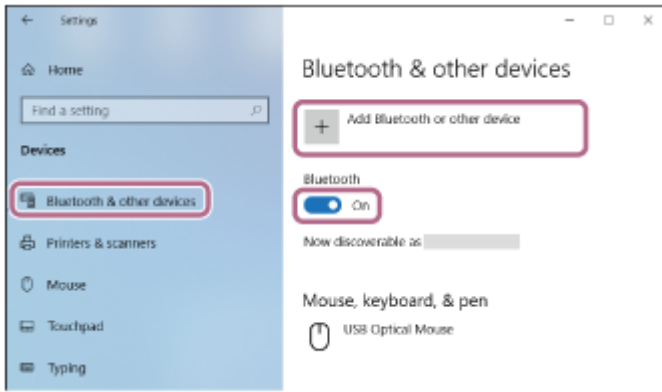 Settings
Home
Find a setting
Devices
Bluetooth & other devices
Printers & scanners
Mouse
Touchpad
Typing
Bluetooth & other devices
Add Bluetooth or other device
Bluetooth
On
Now discoverable as
Mouse, keyboard, & pen
USB Optical Mouse